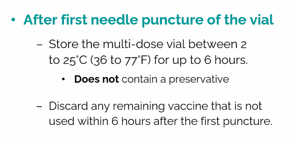 • After first needle puncture of the vial
– Store the multi-dose vial between 2
to 25°C (36 to 77°F) for up to 6 hours.
• Does not contain a preservative
– Discard any remaining vaccine that is not
used within 6 hours after the first puncture.